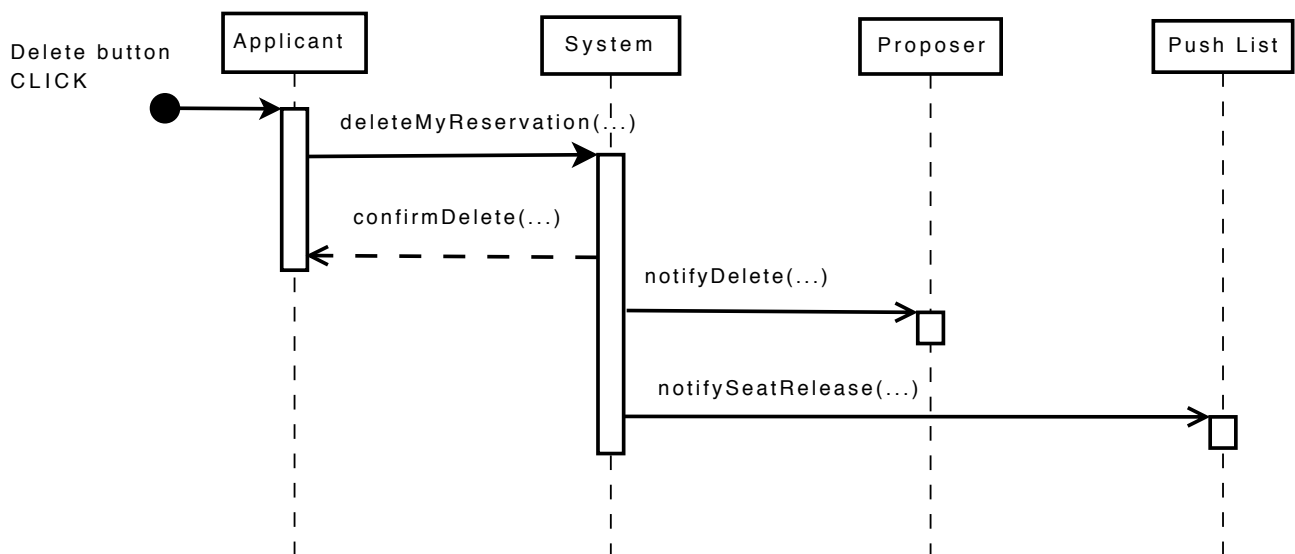 Delete button
CLICK
Applicant
System
Proposer
Push List
deleteMyReservation(...)
confirmDelete(...)
notifyDelete(...)
notifySeatRelease(...)